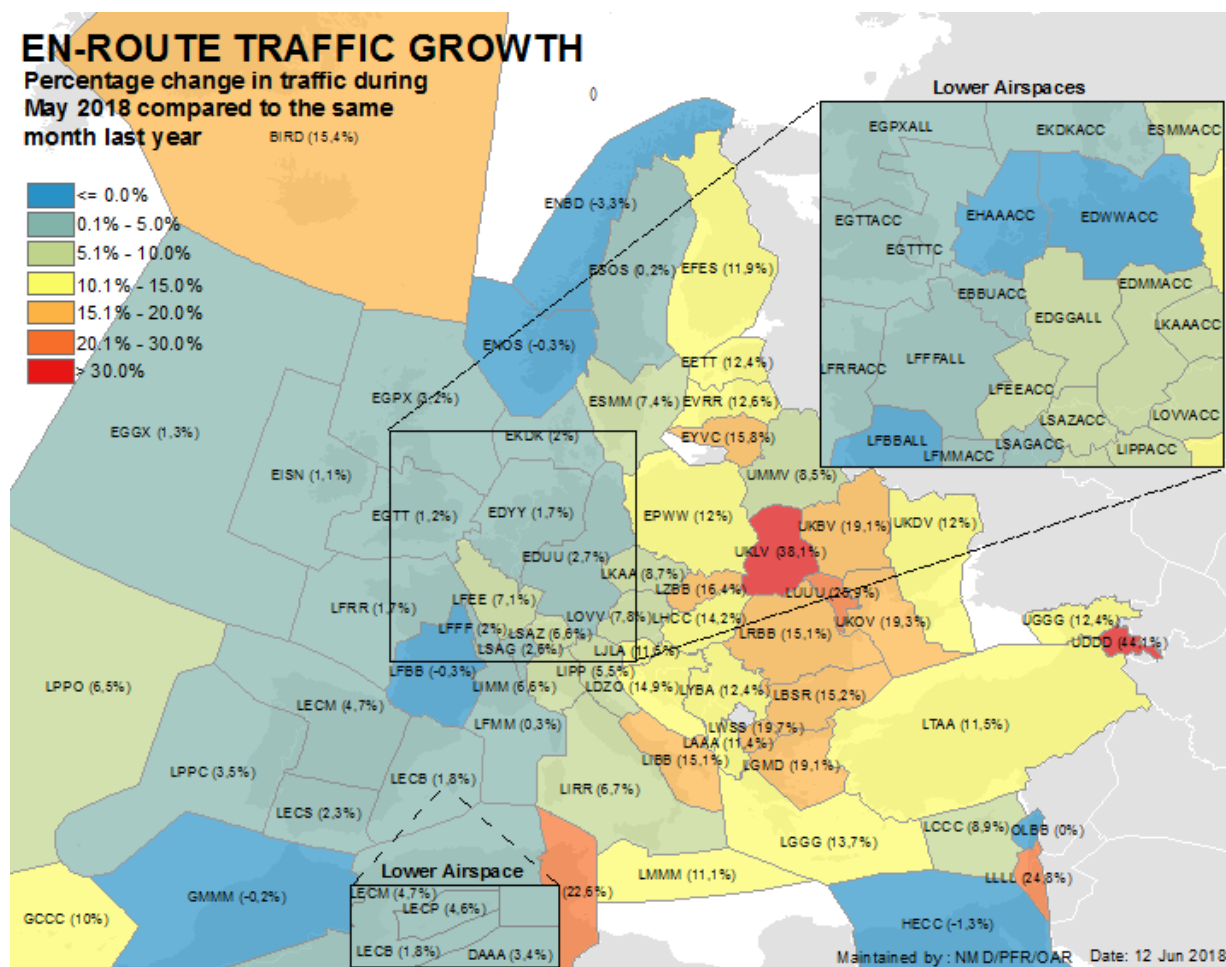 EN-ROUTE TRAFFIC GROWTH
Percentage change in traffic during
May 2018 compared to the same
month last year
0
BIRD (15,4%)
<= 0.0%
0.1% - 5.0%
5.1% - 10.0%
10.1% - 15.0%
15.1% - 20.0%
20.1% - 30.0%
> 30.0%
Lower Airspaces
EGPXALL
EKDKACC
ESMMACC
EGTTACC
EHAAACC
EDWWACC
EGTTTC
EBBUACC
EDMMACC
EDGGALL
LKAAACC
LFRRACC
LFFFALL
LFEEACC
LSAZACC
LOVVACC
LFBBALL
LSAGACC
LFMMACC
LIPPACC
ENBD (-3,3%)
ESOS (0,2%)
EFES (11,9%)
ENOS (-0,3%)
EETT (12,4%)
EGPX (3,2%)
ESMM (7,4%)
EVRR (12,6%)
EGGX (1,3%)
EKDK (2%)
EYVC (15,8%)
EISN (1,1%)
UMMV (8,5%)
EGTT (1,2%)
EDYY (1,7%)
EPWW (12%)
UKBV (19,1%)
UKDV (12%)
EDUU (2,7%)
UKLV (38,1%)
LKAA (8,7%)
LZBB (16,4%)
LUUU (25,9%)
LFRR (1,7%)
LFEE (7,1%)
LOVV (7,8%)
LHCC (14,2%)
UKOV (19,3%)
UGGG (12,4%)
LFFF (2%)
LSAZ (6,6%)
LRBB (15,1%)
UDDD (44,1%)
LSAG (2,6%)
LJLA (11,5%)
LFBB (-0,3%)
LIPP (5,5%)
LPPO (6,5%)
LIMM (6,6%)
LDZO (14,9%)
LYBA (12,4%)
LBSR (15,2%)
LECM (4,7%)
LFMM (0,3%)
LWSS (19,7%)
LTAA (11,5%)
LAAA (11,4%)
LPPC (3,5%)
LIBB (15,1%)
LGMD (19,1%)
LECB (1,8%)
LIRR (6,7%)
LECS (2,3%)
LGGG (13,7%)
LCCC (8,9%)
OLBB (0%)
Lower Airspace
LMMM (11,1%)
LLLL (24,8%)
GMMM (-0,2%)
LECM (4,7%)
(22,6%)
LECP (4,6%)
GCCC (10%)
HECC (-1,3%)
LECB (1,8%)
DAAA (3,4%)
Maintained by : NMD/PFR/OAR Date: 12 Jun 2018